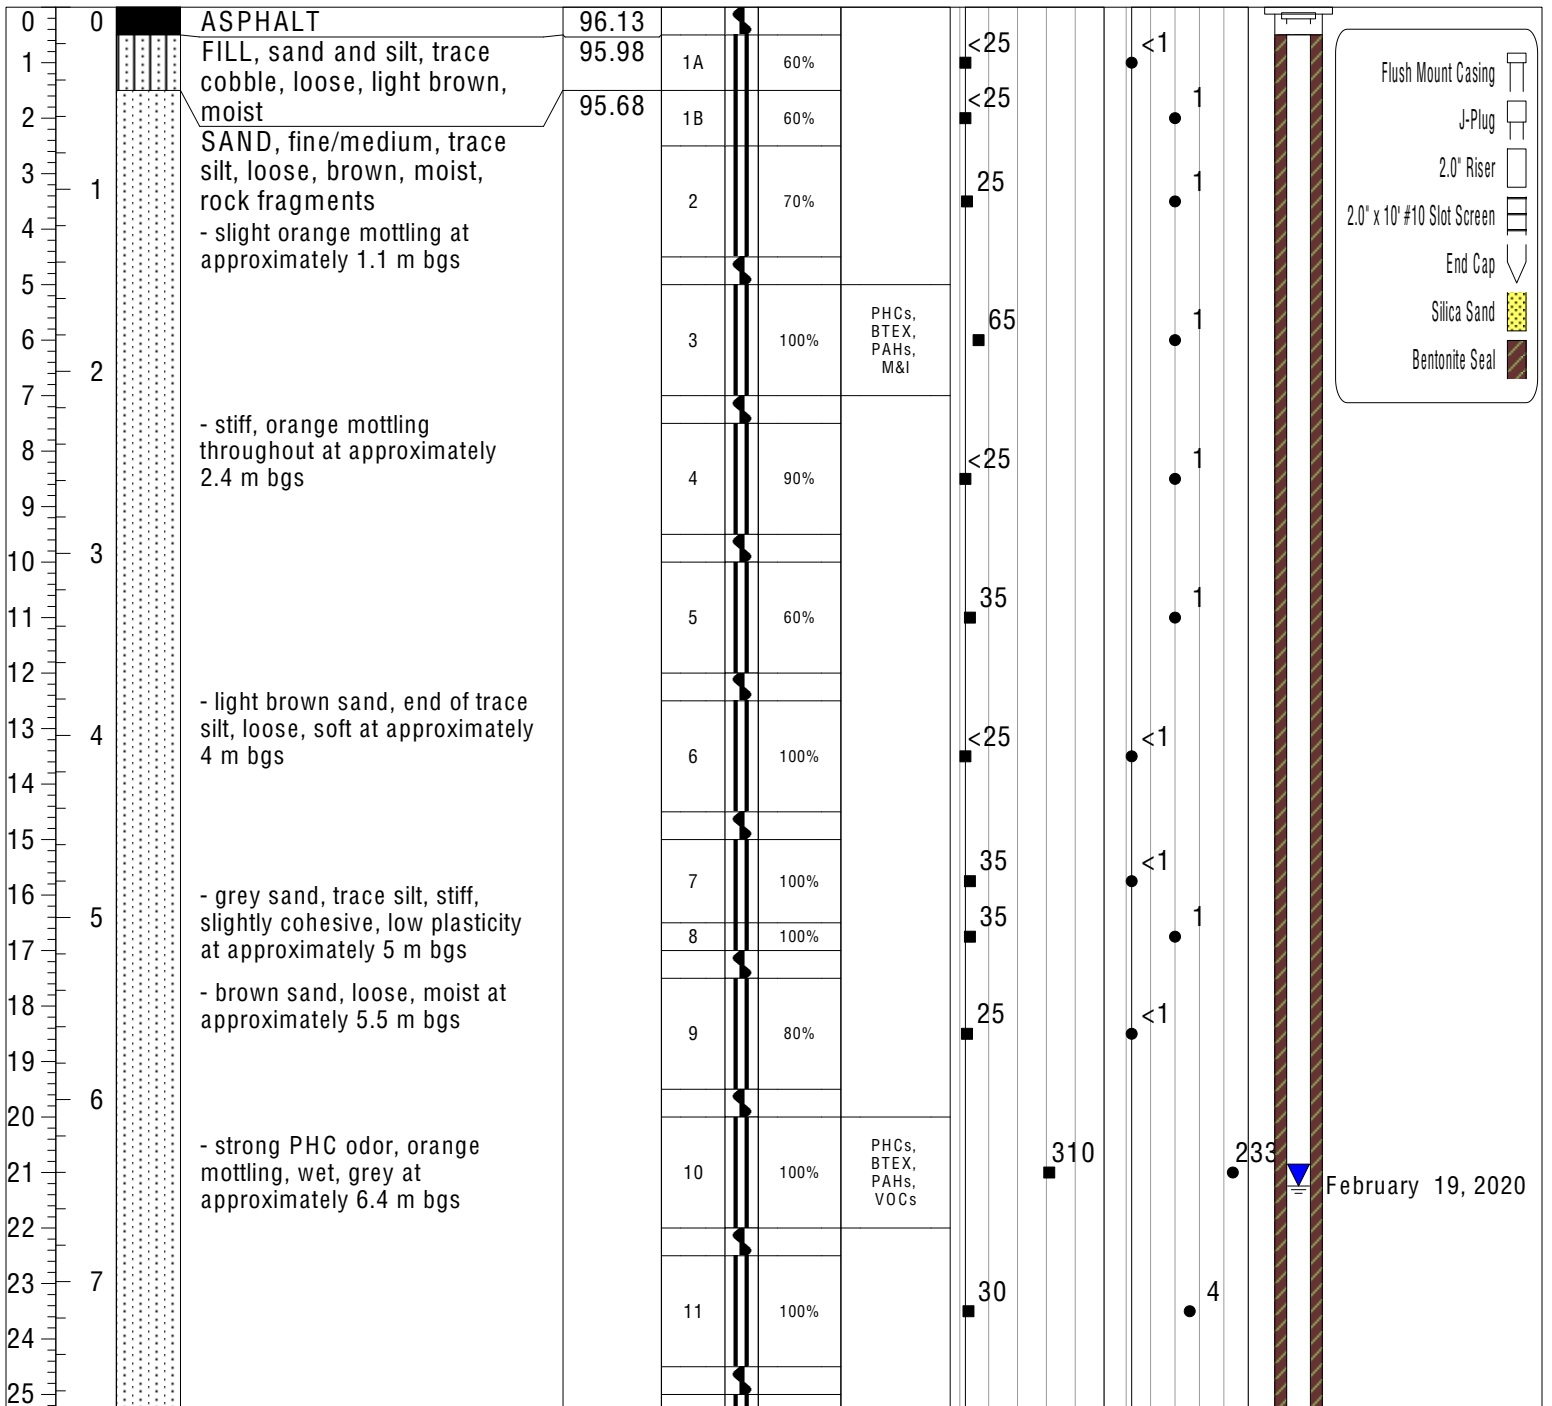 0 0 ASPHALT 96.13
FILL, sand and silt, trace 95.98
cobble, loose, light brown,
moist 95.68
SAND, fine/medium, trace
silt, loose, brown, moist,
rock fragments
- slight orange mottling at
approximately 1.1 m bgs
- stiff, orange mottling
throughout at approximately
2.4 m bgs
- light brown sand, end of trace
silt, loose, soft at approximately
4 m bgs
- grey sand, trace silt, stiff,
slightly cohesive, low plasticity
at approximately 5 m bgs
- brown sand, loose, moist at
approximately 5.5 m bgs
- strong PHC odor, orange
mottling, wet, grey at
approximately 6.4 m bgs
1
2
3
4
5
6
7
8
9
10
11
12
13
14
15
16
17
18
19
20
21
22
23
24
25
1
2
3
4
5
6
7
1A 60% <25 <1
1B 60% <25 1
2 70% 25 1
3 100% 65 1
PHCs,
BTEX,
PAHs,
M&I
4 90% <25 1
5 60% 35 1
6 100% <25 <1
7 100% 35 <1
8 100% 35 1
9 80% 25 <1
10 100% 310 233
PHCs,
BTEX,
PAHs,
VOCs
11 100% 30 4
February 19, 2020
Flush Mount Casing
J-Plug
2.0" Riser
2.0" x 10' #10 Slot Screen
End Cap
Silica Sand
Bentonite Seal